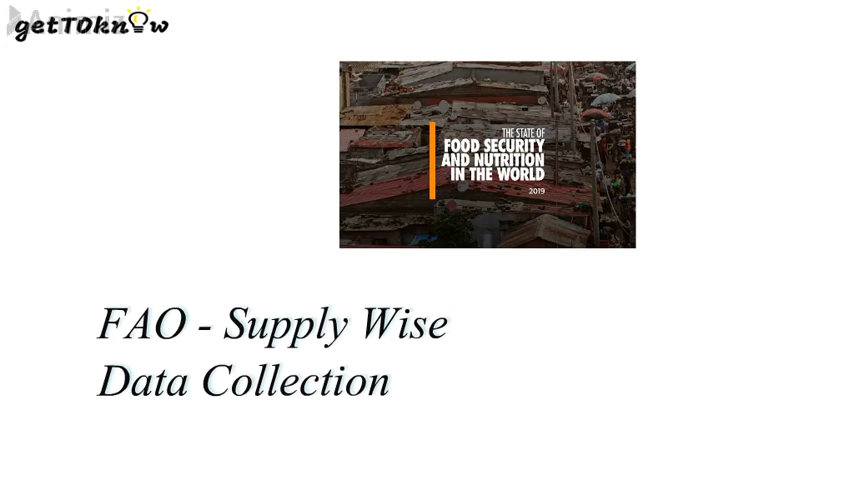 getTOknow
THE STATE OF
FOOD SECURITY
AND NUTRITION
IN THE WORLD
2019
FAO - Supply Wise
Data Collection